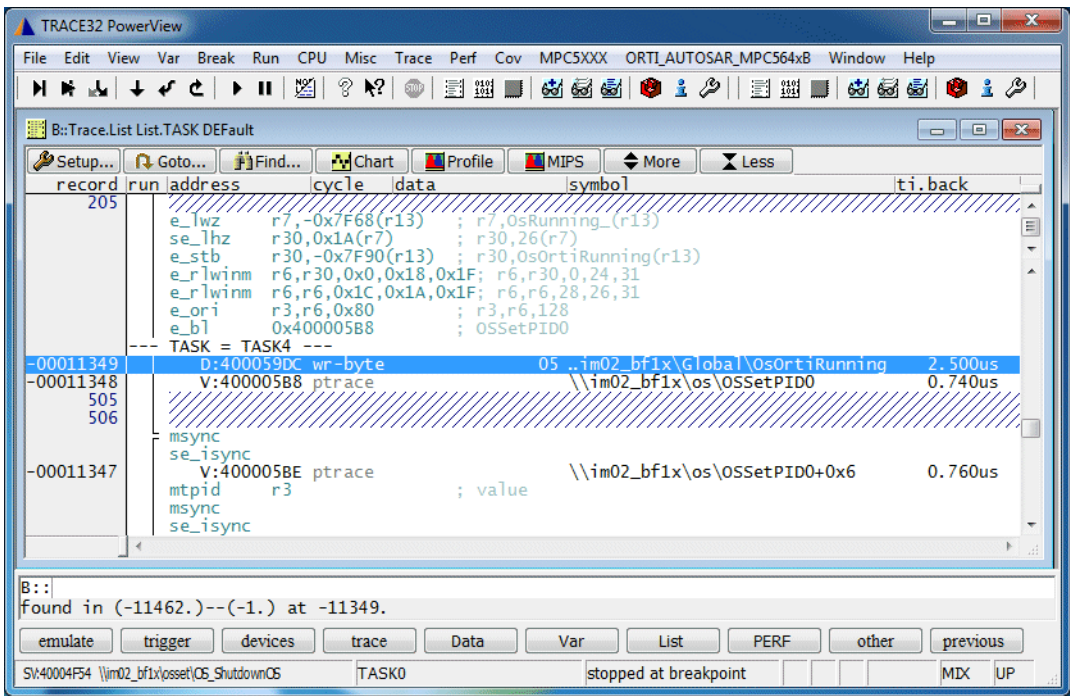 TRACE32 PowerView
File Edit View Var Break Run CPU Misc Trace Perf Cov MPC5XXX ORTI_AUTOSAR_MPC564xB Window Help
B::Trace.List List.TASK DEFault
Setup... Goto... Find... Chart Profile MIPS More Less
record run address cycle data symbol ti.back
205
e_lwz r7,-0x7F68(r13) ; r7,OsRunning_(r13)
se_lhz r30,0x1A(r7) ; r30,26(r7)
e_stb r30,-0x7F90(r13) ; r30,OsOrtiRunning(r13)
e_rlwinm r6,r30,0x0,0x18,0x1F; r6,r30,0,24,31
e_rlwinm r6,r6,0x1C,0x1A,0x1F; r6,r6,28,26,31
e_ori r3,r6,0x80 ; r3,r6,128
e_bl 0x400005B8 ; OSSetPID0
--- TASK = TASK4 ---
-00011349 D:400059DC wr-byte 05 ..im02_bf1x\Global\OsOrtiRunning 2.500us
-00011348 V:400005B8 ptrace \\im02_bf1x\os\OSSetPID0 0.740us
505
506
msync
se_isync
-00011347 V:400005BE ptrace \\im02_bf1x\os\OSSetPID0+0x6 0.760us
mtpid r3 ; value
msync
se_isync
B::
found in (-11462.)--(-1.) at -11349.
emulate trigger devices trace Data Var List PERF other previous
SV:40004F54 \\im02_bf1x\osset\OS_ShutdownOS TASK0 stopped at breakpoint MIX UP